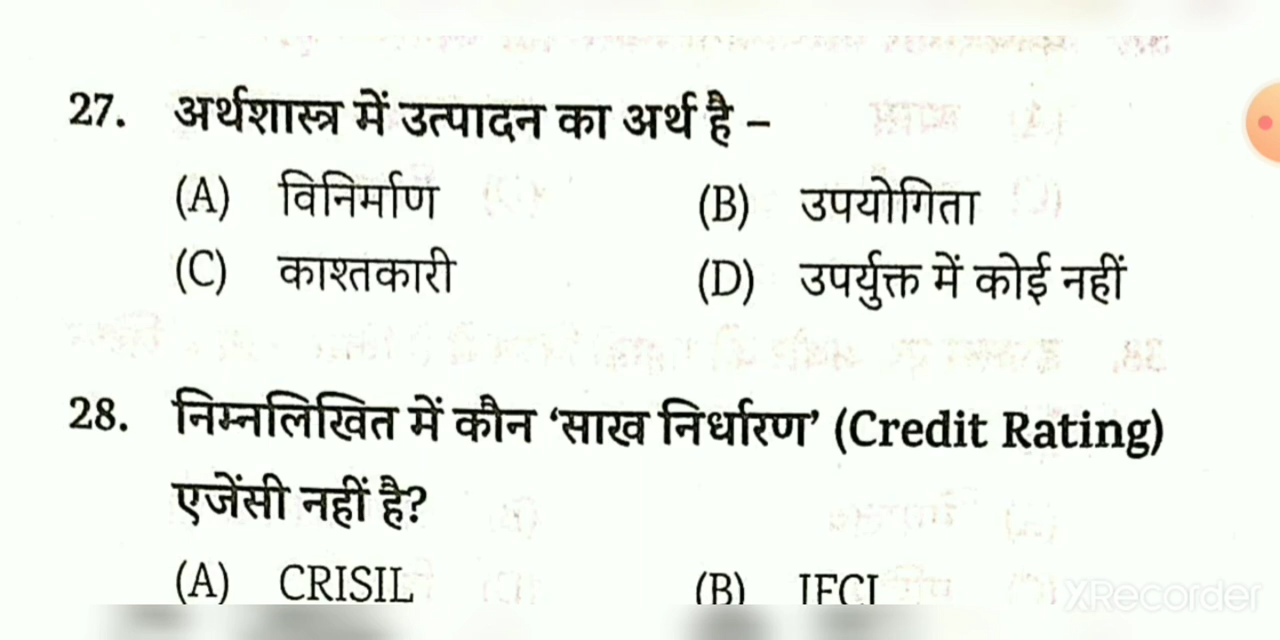 27. अर्थशास्त्र में उत्पादन का अर्थ है –
(A) विनिर्माण (B) उपयोगिता
(C) काश्तकारी (D) उपर्युक्त में कोई नहीं
28. निम्नलिखित में कौन ‘साख निर्धारण’ (Credit Rating)
एजेंसी नहीं है?
(A) CRISIL (B) IFCI
XRecorder